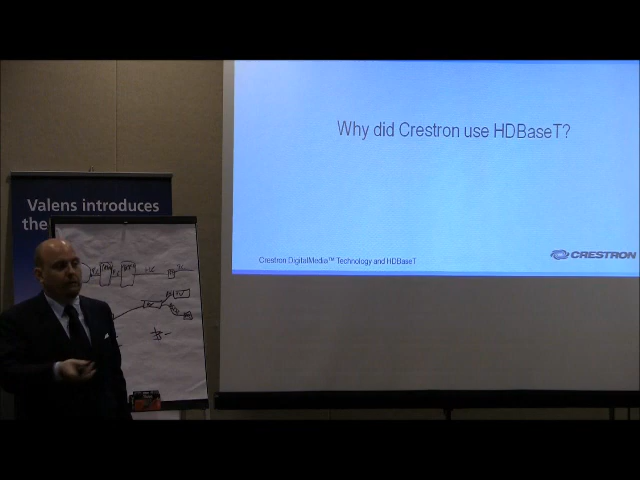 Why did Crestron use HDBaseT?
Crestron DigitalMedia™ Technology and HDBaseT
CRESTRON
Valens introduces
the